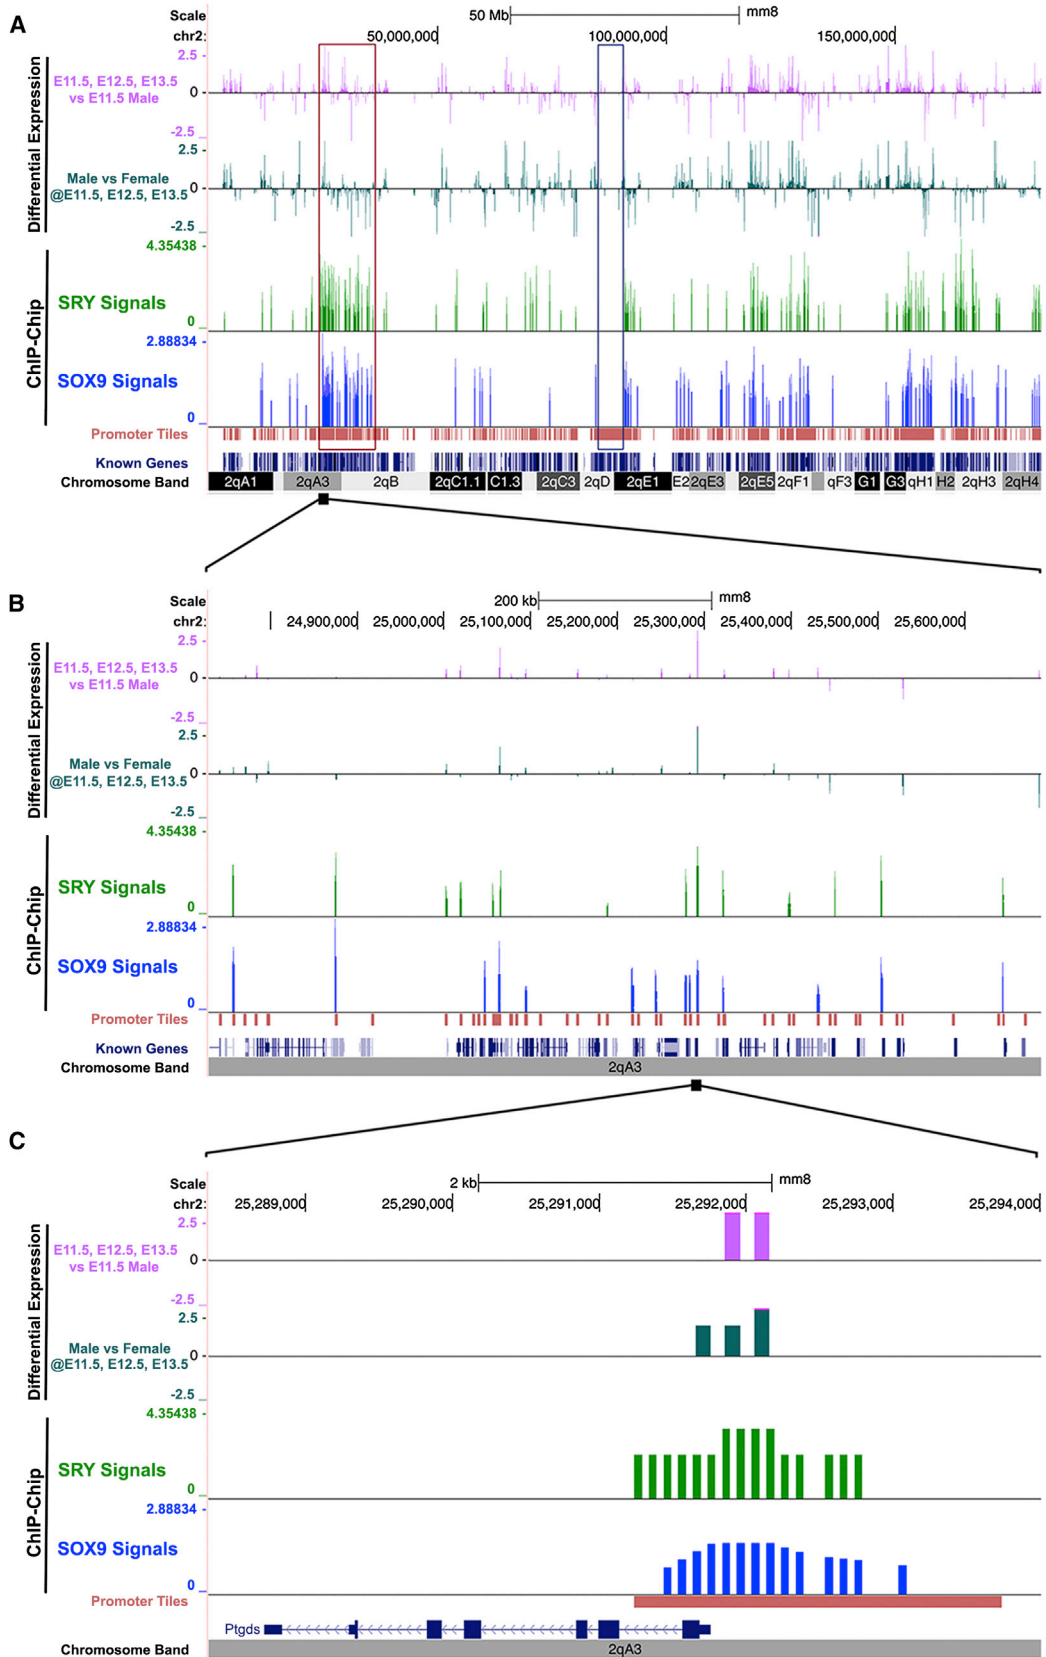 A
Scale 50 Mb mm8
chr2: 50,000,000 100,000,000 150,000,000
Differential Expression
2.5
E11.5, E12.5, E13.5 0
vs E11.5 Male
-2.5
2.5
Male vs Female 0
@E11.5, E12.5, E13.5
-2.5
ChIP-Chip
4.35438
SRY Signals
0
2.88834
SOX9 Signals
0
Promoter Tiles
Known Genes
Chromosome Band 2qA1 2qA3 2qB 2qC1.1 C1.3 2qC3 2qD 2qE1 E2 2qE3 2qE5 2qF1 qF3 G1 G3 qH1 H2 2qH3 2qH4
B
Scale 200 kb mm8
chr2: 24,900,000 25,000,000 25,100,000 25,200,000 25,300,000 25,400,000 25,500,000 25,600,000
Differential Expression
2.5
E11.5, E12.5, E13.5 0
vs E11.5 Male
-2.5
2.5
Male vs Female 0
@E11.5, E12.5, E13.5
-2.5
ChIP-Chip
4.35438
SRY Signals
0
2.88834
SOX9 Signals
0
Promoter Tiles
Known Genes
Chromosome Band 2qA3
C
Scale 2 kb mm8
chr2: 25,289,000 25,290,000 25,291,000 25,292,000 25,293,000 25,294,000
Differential Expression
2.5
E11.5, E12.5, E13.5 0
vs E11.5 Male
-2.5
2.5
Male vs Female 0
@E11.5, E12.5, E13.5
-2.5
ChIP-Chip
4.35438
SRY Signals
0
2.88834
SOX9 Signals
0
Promoter Tiles
Ptgds
Chromosome Band 2qA3